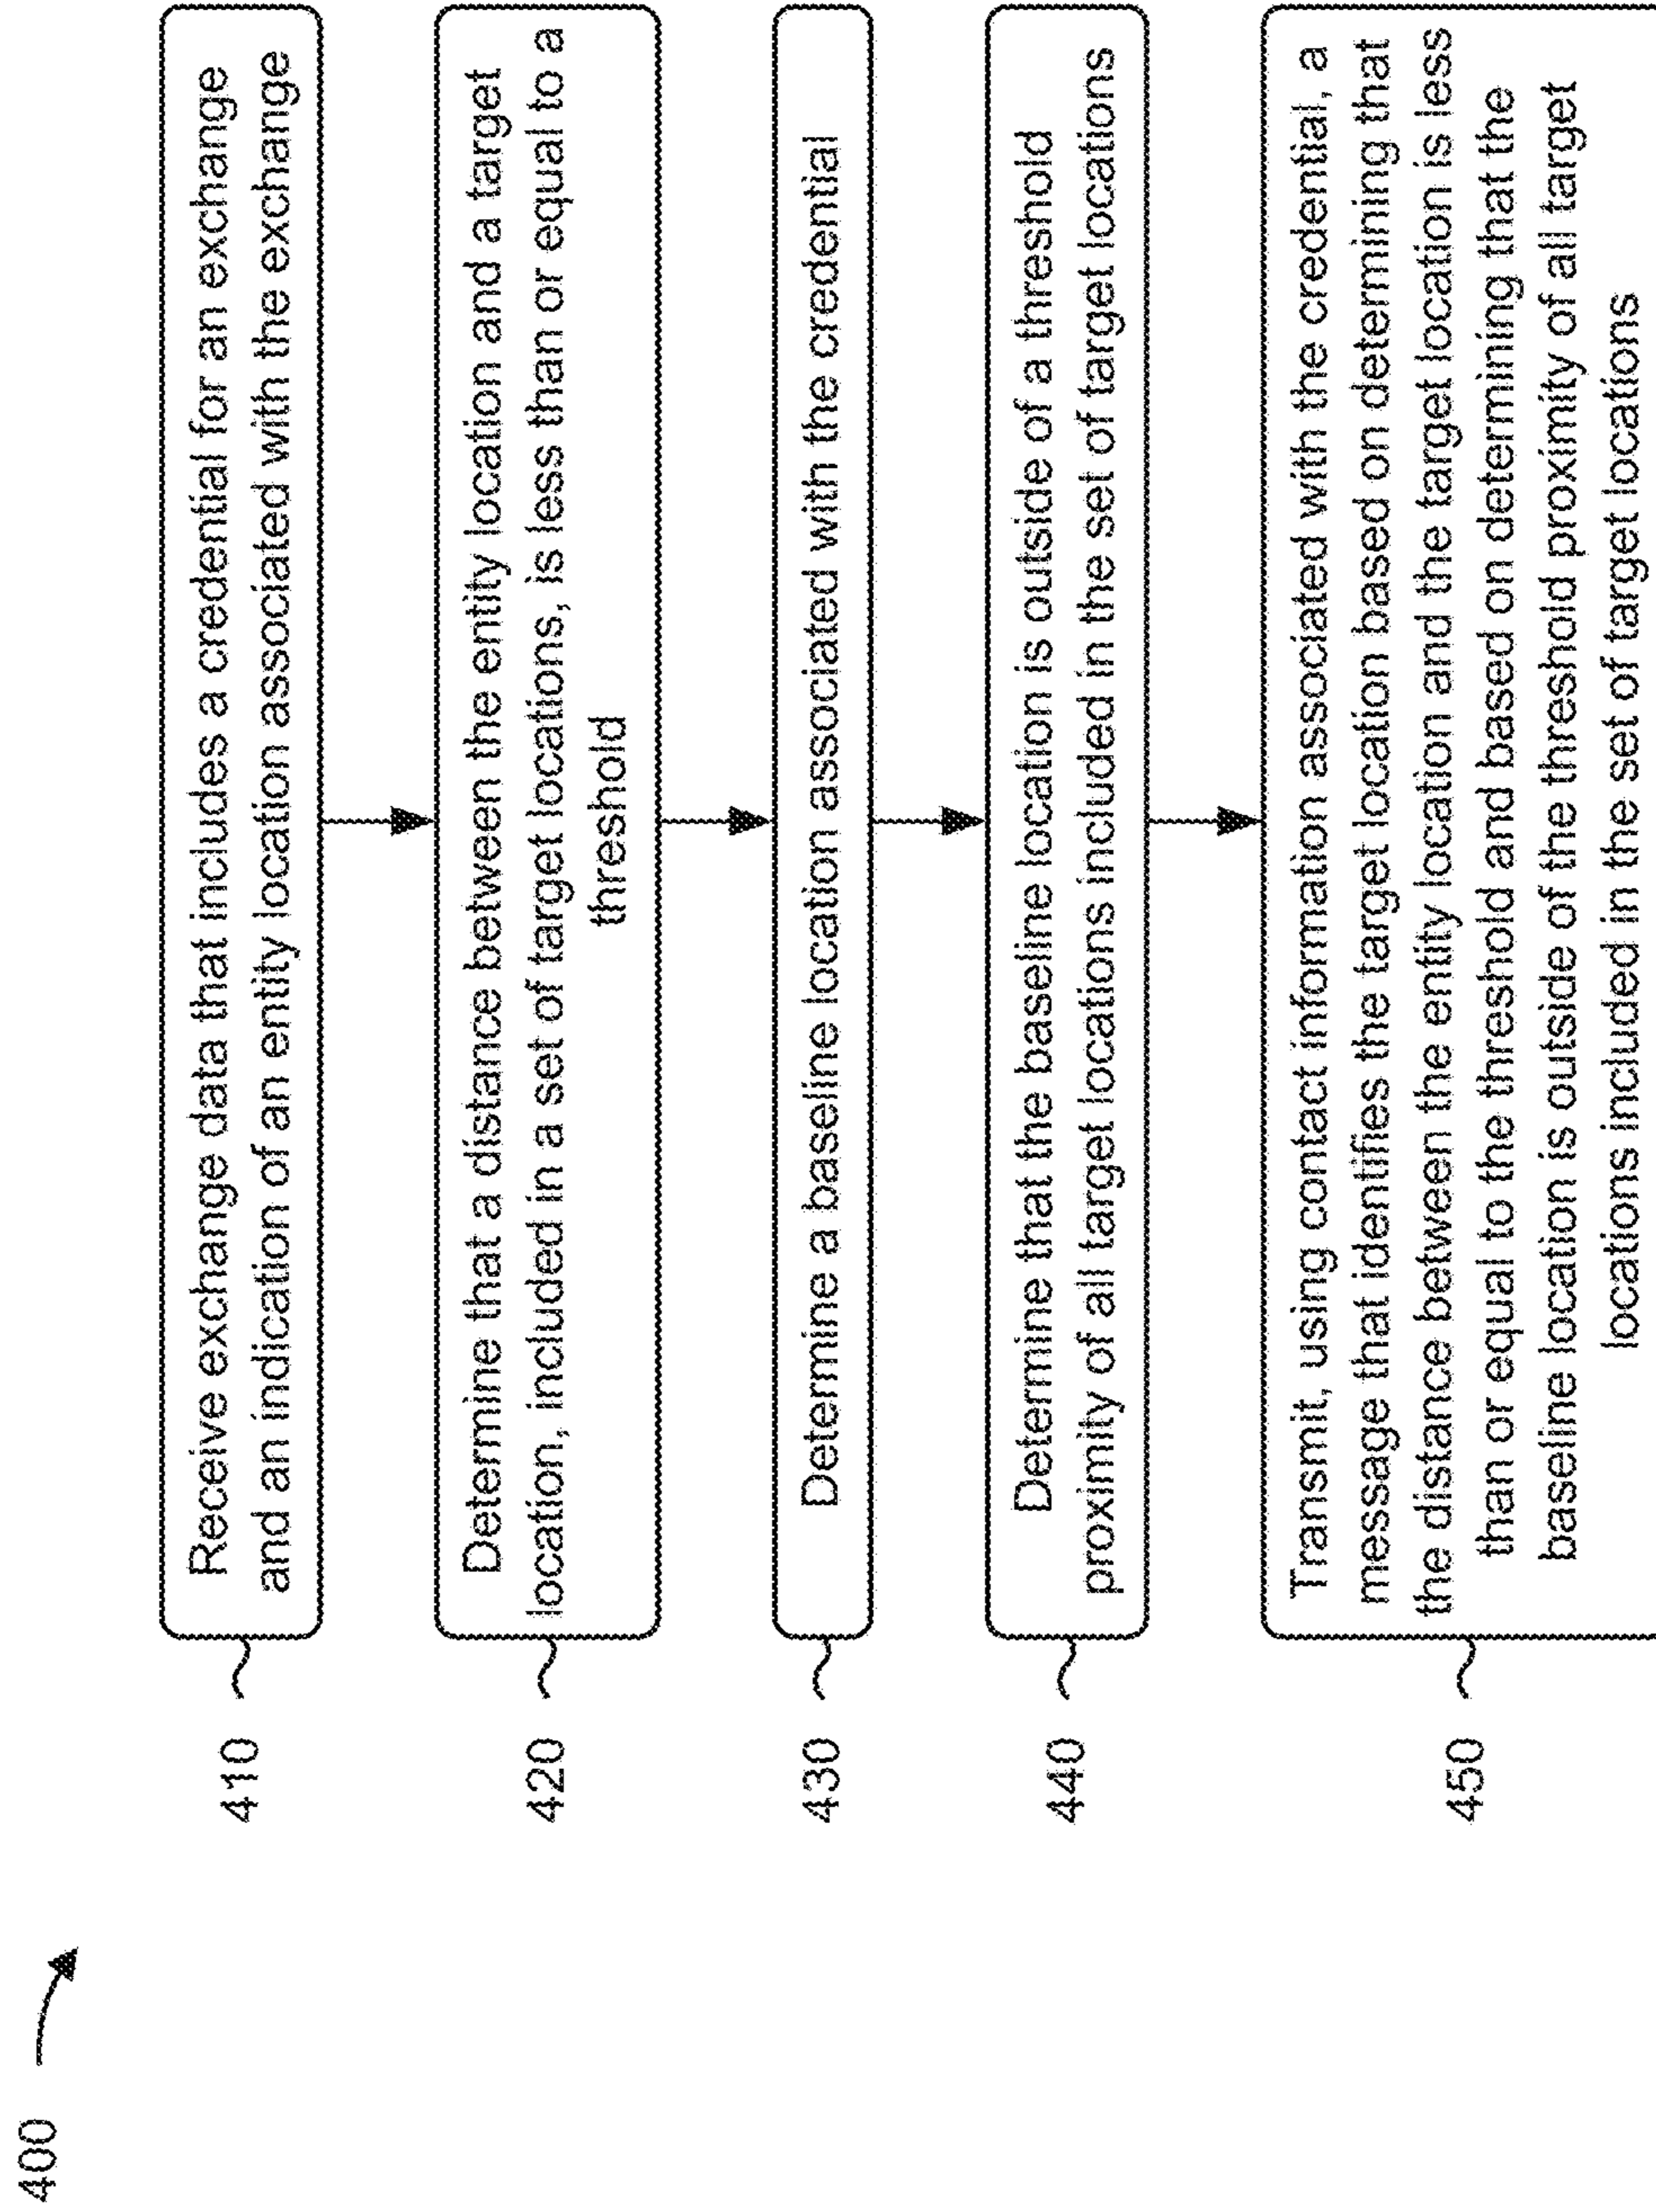 400
410
Receive exchange data that includes a credential for an exchange
and an indication of an entity location associated with the exchange
420
Determine that a distance between the entity location and a target
location, included in a set of target locations, is less than or equal to a
threshold
430
Determine a baseline location associated with the credential
440
Determine that the baseline location is outside of a threshold
proximity of all target locations included in the set of target locations
450
Transmit, using contact information associated with the credential, a
message that identifies the target location based on determining that
the distance between the entity location and the target location is less
than or equal to the threshold and based on determining that the
baseline location is outside of the threshold proximity of all target
locations included in the set of target locations